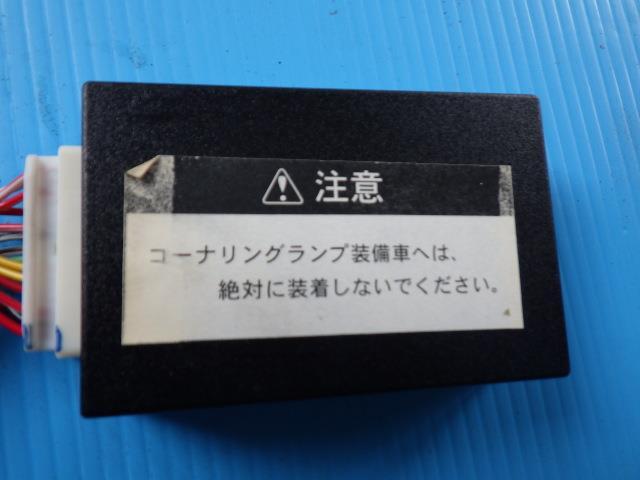 注意
コーナリングランプ装備車へは、
絶対に装着しないでください。